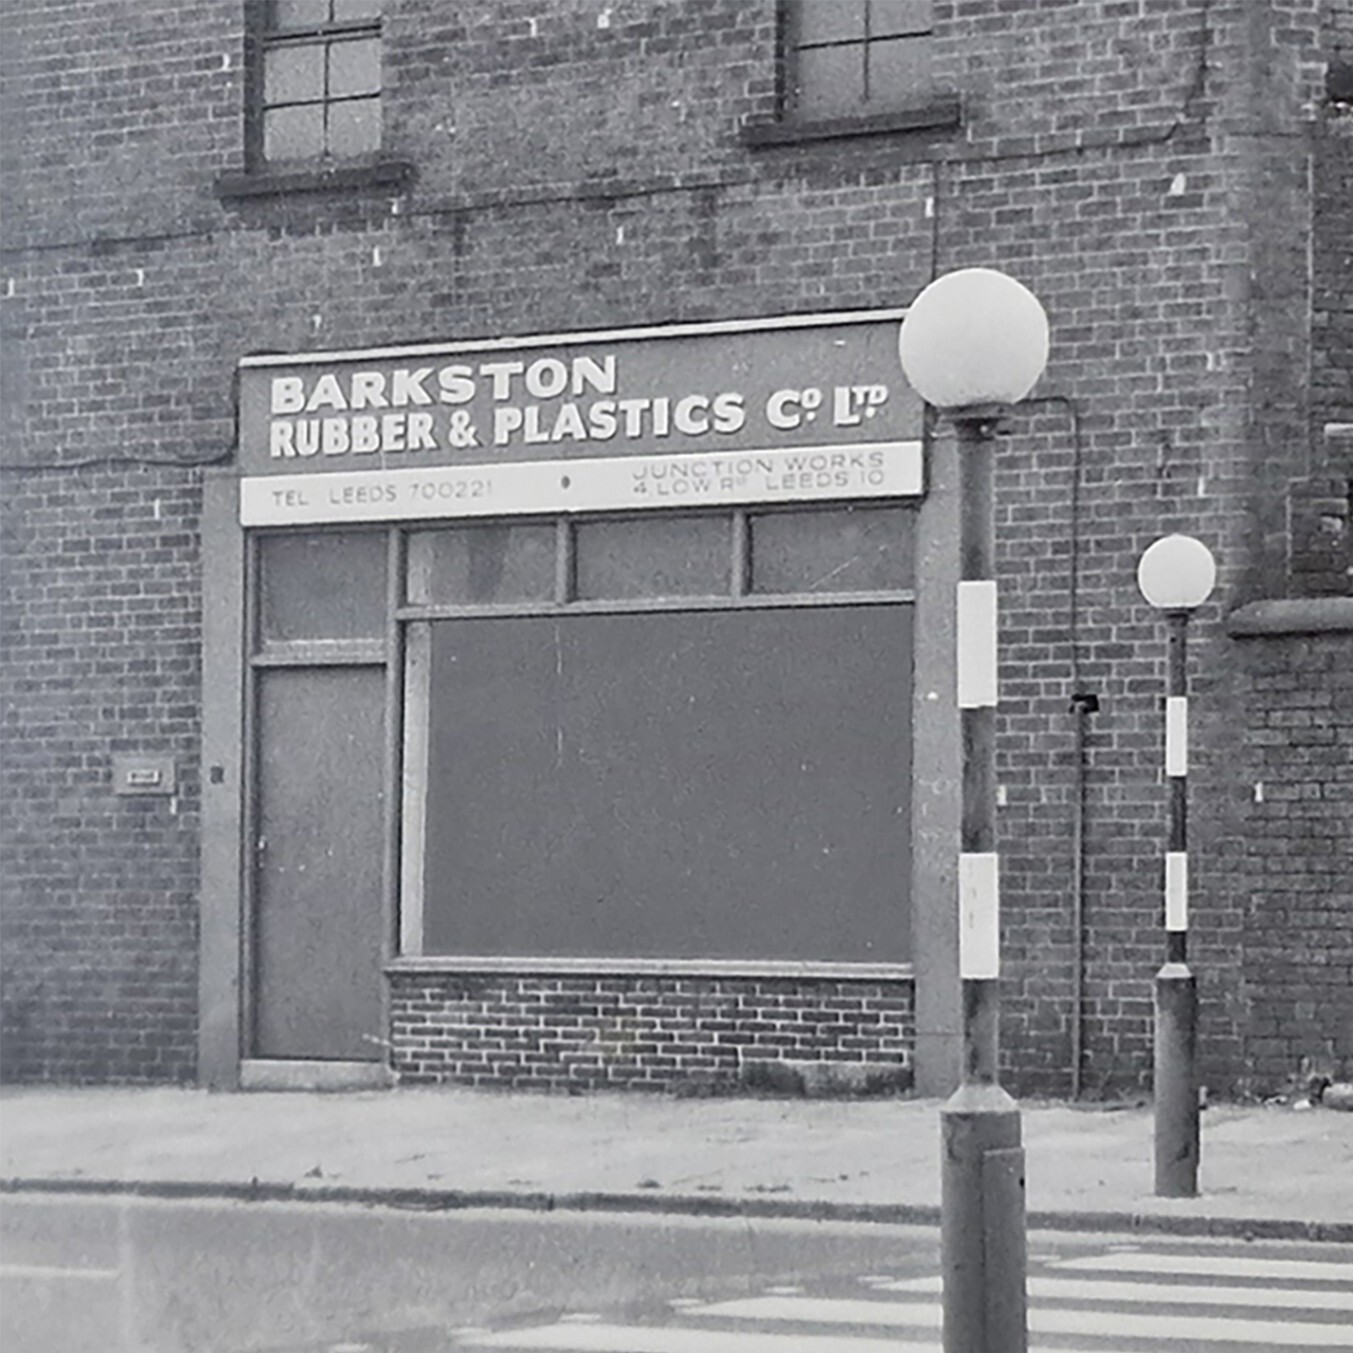 BARKSTON
RUBBER & PLASTICS Cº. LTD.
TEL LEEDS 700221
JUNCTION WORKS
4, LOW RD LEEDS 10